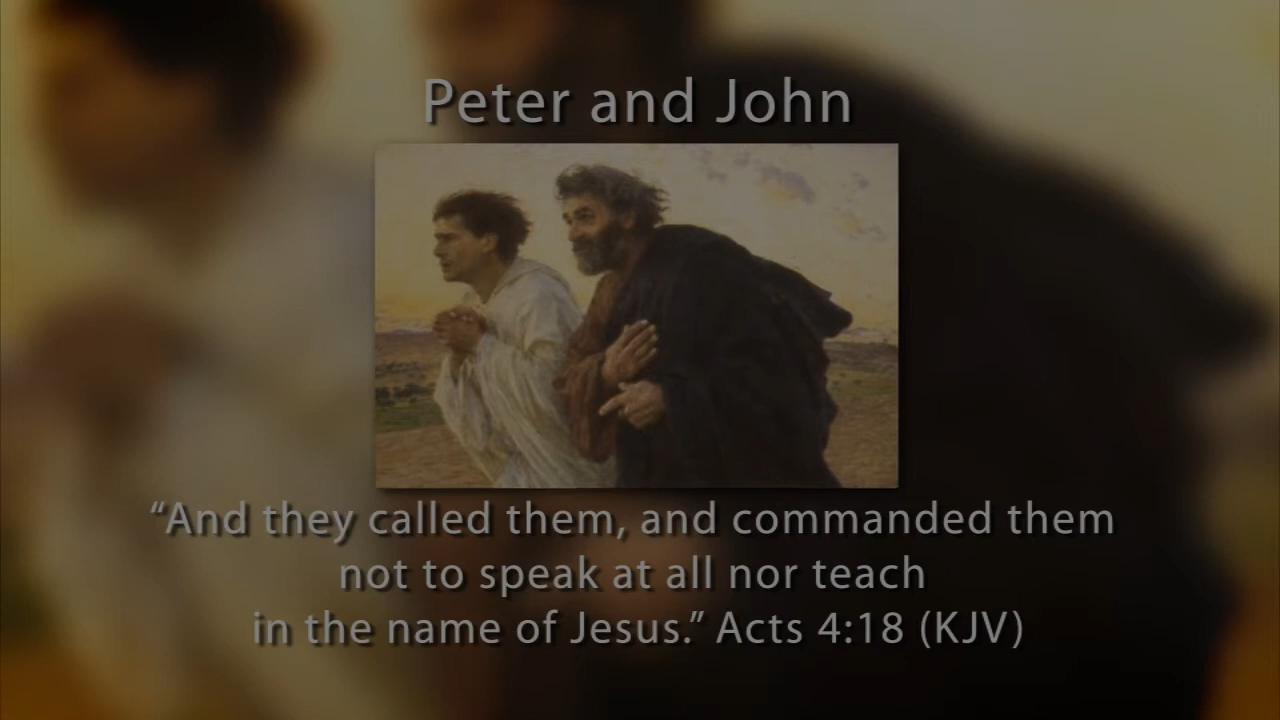 Peter and John
“And they called them, and commanded them
not to speak at all nor teach
in the name of Jesus.” Acts 4:18 (KJV)